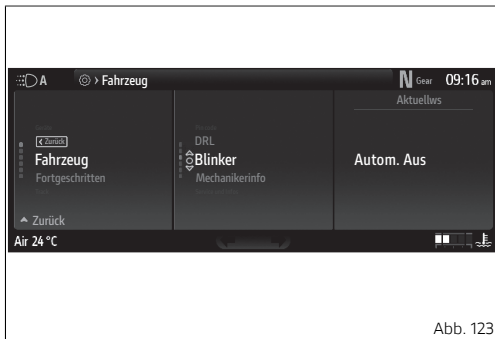 A > Fahrzeug N Gear 09:16 am
Aktuellws
Zurück DRL
Fahrzeug Blinker Autom. Aus
Fortgeschritten Mechanikerinfo
Zurück
Air 24 °C
Abb. 123